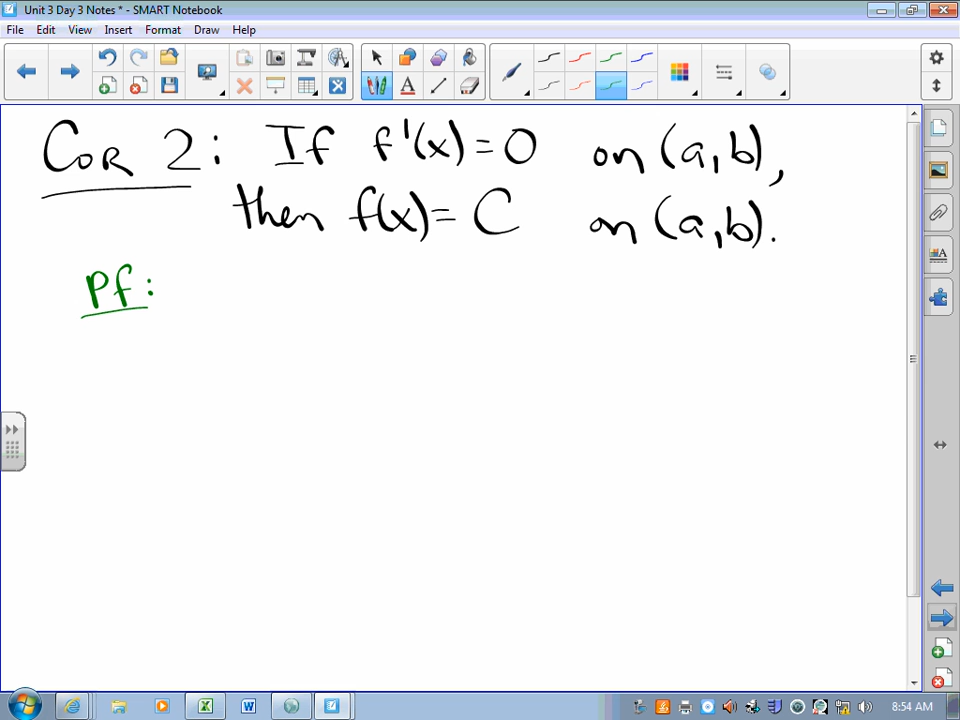 Unit 3 Day 3 Notes * - SMART Notebook
File Edit View Insert Format Draw Help
COR 2: If f'(x)=0 on (a,b),
then f(x)= C on (a,b).
Pf:
8:54 AM